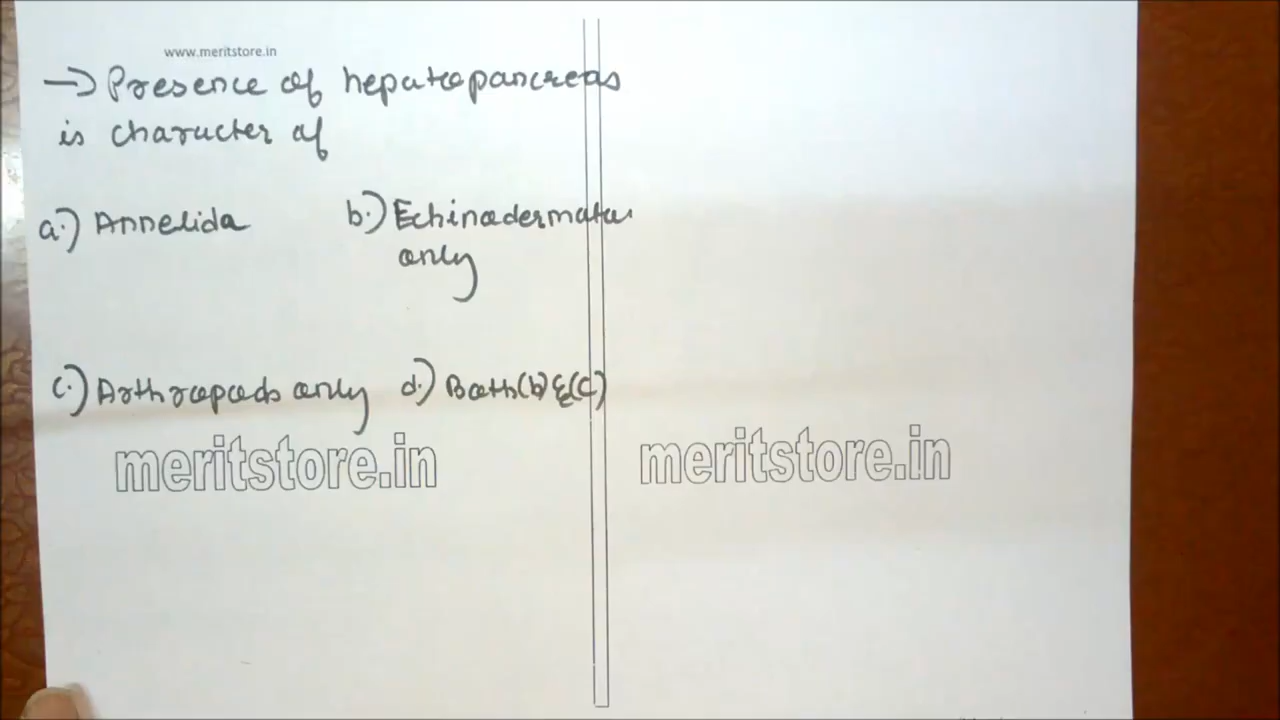 www.meritstore.in
→ Presence of hepatopancreas
is character of
a.) Annelida b.) Echinodermata
only
c.) Arthropods only d.) Both (b) & (c)
meritstore.in meritstore.in